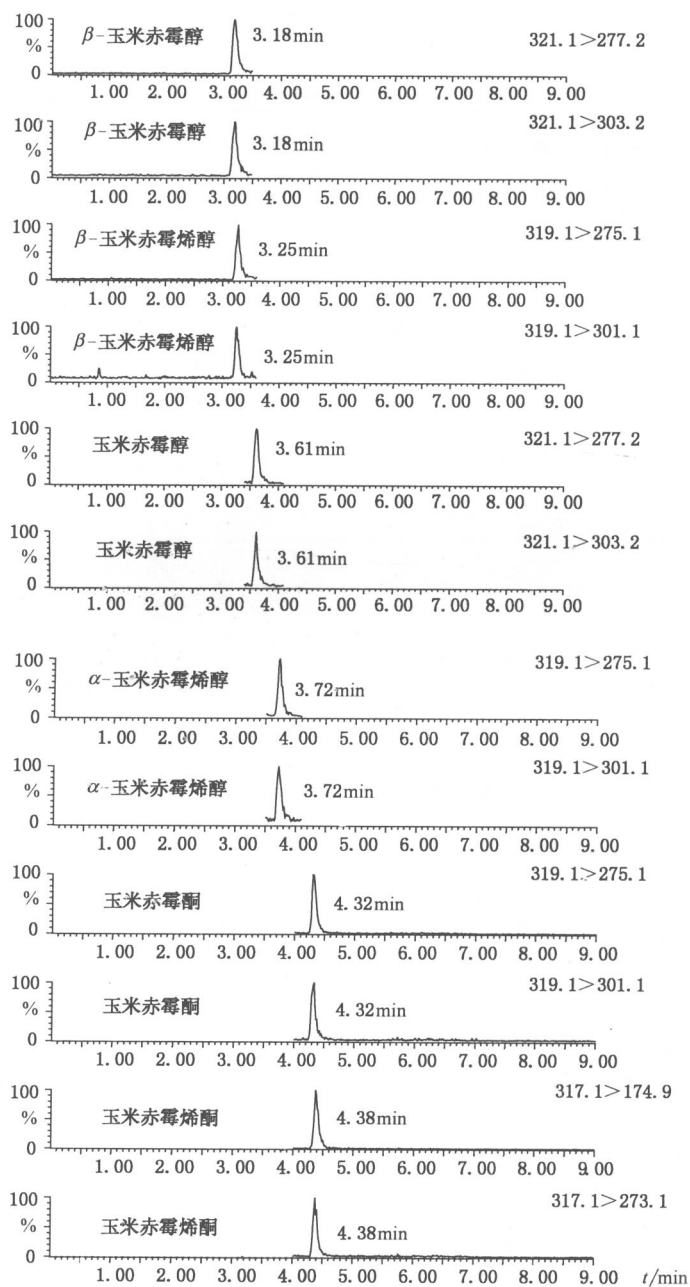 100
β-玉米赤霉醇 3.18min 321.1>277.2
%
0
1.00 2.00 3.00 4.00 5.00 6.00 7.00 8.00 9.00
100
β-玉米赤霉醇 3.18min 321.1>303.2
%
0
1.00 2.00 3.00 4.00 5.00 6.00 7.00 8.00 9.00
100
β-玉米赤霉烯醇 3.25min 319.1>275.1
%
0
1.00 2.00 3.00 4.00 5.00 6.00 7.00 8.00 9.00
100
β-玉米赤霉烯醇 3.25min 319.1>301.1
%
0
1.00 2.00 3.00 4.00 5.00 6.00 7.00 8.00 9.00
100
玉米赤霉醇 3.61min 321.1>277.2
%
0
1.00 2.00 3.00 4.00 5.00 6.00 7.00 8.00 9.00
100
玉米赤霉醇 3.61min 321.1>303.2
%
0
1.00 2.00 3.00 4.00 5.00 6.00 7.00 8.00 9.00
100
α-玉米赤霉烯醇 3.72min 319.1>275.1
%
0
1.00 2.00 3.00 4.00 5.00 6.00 7.00 8.00 9.00
100
α-玉米赤霉烯醇 3.72min 319.1>301.1
%
0
1.00 2.00 3.00 4.00 5.00 6.00 7.00 8.00 9.00
100
玉米赤霉酮 4.32min 319.1>275.1
%
0
1.00 2.00 3.00 4.00 5.00 6.00 7.00 8.00 9.00
100
玉米赤霉酮 4.32min 319.1>301.1
%
0
1.00 2.00 3.00 4.00 5.00 6.00 7.00 8.00 9.00
100
玉米赤霉烯酮 4.38min 317.1>174.9
%
0
1.00 2.00 3.00 4.00 5.00 6.00 7.00 8.00 9.00
100
玉米赤霉烯酮 4.38min 317.1>273.1
%
0
1.00 2.00 3.00 4.00 5.00 6.00 7.00 8.00 9.00 t/min